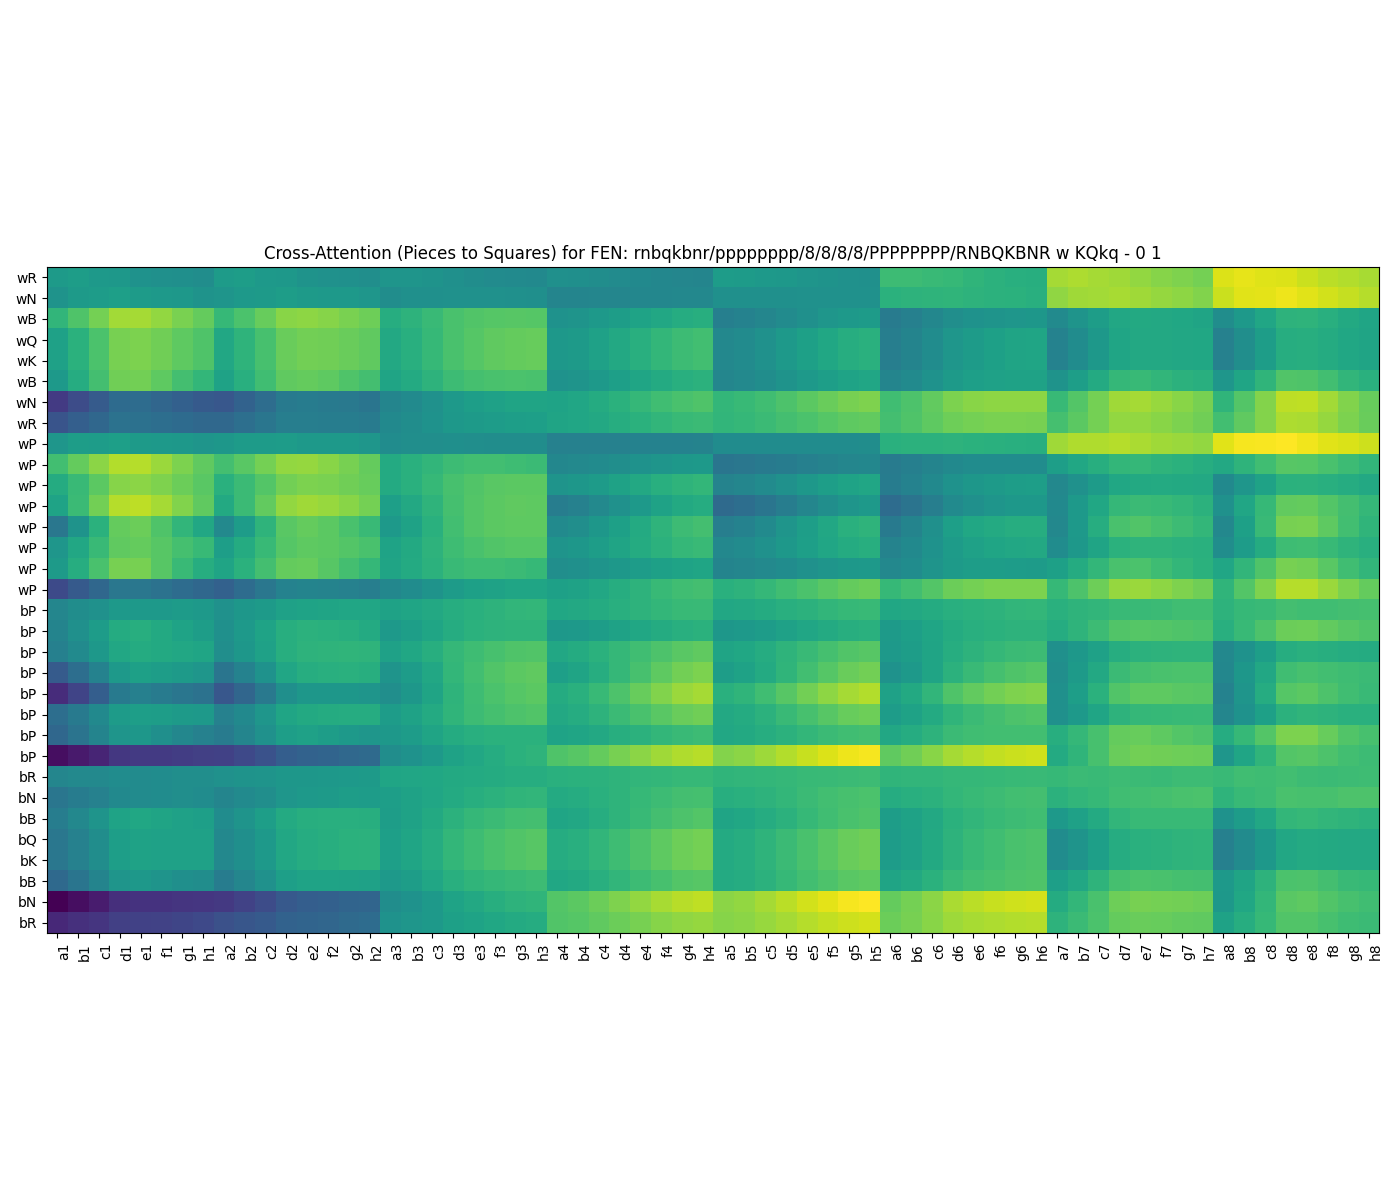 Cross-Attention (Pieces to Squares) for FEN: rnbqkbnr/pppppppp/8/8/8/8/PPPPPPPP/RNBQKBNR w KQkq - 0 1
wR
wN
wB
wQ
wK
wB
wN
wR
wP
wP
wP
wP
wP
wP
wP
wP
bP
bP
bP
bP
bP
bP
bP
bP
bR
bN
bB
bQ
bK
bB
bN
bR
a1 b1 c1 d1 e1 f1 g1 h1 a2 b2 c2 d2 e2 f2 g2 h2 a3 b3 c3 d3 e3 f3 g3 h3 a4 b4 c4 d4 e4 f4 g4 h4 a5 b5 c5 d5 e5 f5 g5 h5 a6 b6 c6 d6 e6 f6 g6 h6 a7 b7 c7 d7 e7 f7 g7 h7 a8 b8 c8 d8 e8 f8 g8 h8